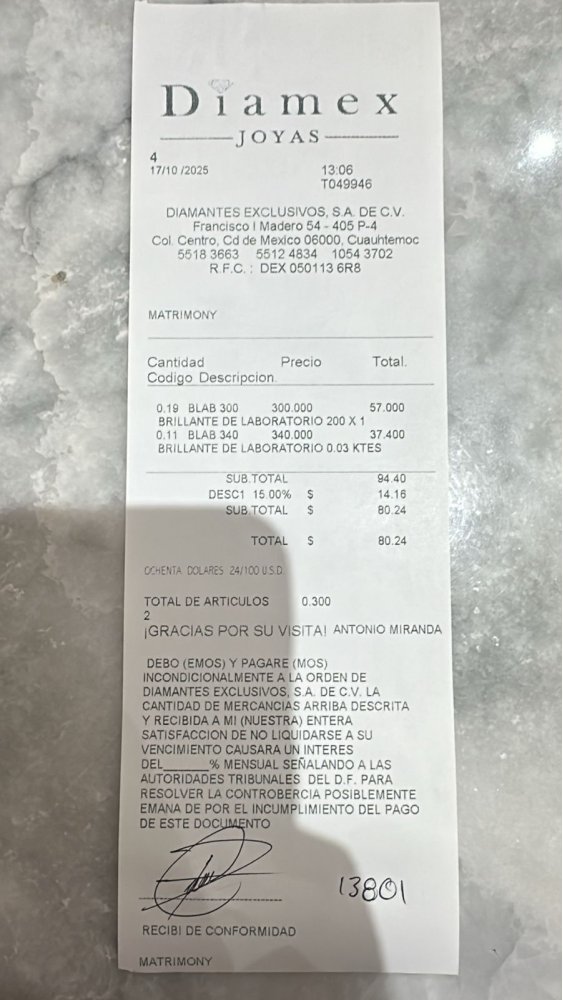 Diamex
JOYAS
4
17/10 /2025 13:06
T049946
DIAMANTES EXCLUSIVOS, S.A. DE C.V.
Francisco I Madero 54 - 405 P-4
Col. Centro, Cd de Mexico 06000, Cuauhtemoc
5518 3663 5512 4834 1054 3702
R.F.C. : DEX 050113 6R8
MATRIMONY
Cantidad Precio Total.
Codigo Descripcion.
0.19 BLAB 300 300.000 57.000
BRILLANTE DE LABORATORIO 200 X 1
0.11 BLAB 340 340.000 37.400
BRILLANTE DE LABORATORIO 0.03 KTES
SUB.TOTAL 94.40
DESC1 15.00% $ 14.16
SUB.TOTAL $ 80.24
TOTAL $ 80.24
OCHENTA DOLARES 24/100 U.S.D.
TOTAL DE ARTICULOS 0.300
2
¡GRACIAS POR SU VISITA! ANTONIO MIRANDA
DEBO (EMOS) Y PAGARE (MOS)
INCONDICIONALMENTE A LA ORDEN DE
DIAMANTES EXCLUSIVOS, S.A. DE C.V. LA
CANTIDAD DE MERCANCIAS ARRIBA DESCRITA
Y RECIBIDA A MI (NUESTRA) ENTERA
SATISFACCION DE NO LIQUIDARSE A SU
VENCIMIENTO CAUSARA UN INTERES
DEL______% MENSUAL SEÑALANDO A LAS
AUTORIDADES TRIBUNALES DEL D.F. PARA
RESOLVER LA CONTROBERCIA POSIBLEMENTE
EMANA DE POR EL INCUMPLIMIENTO DEL PAGO
DE ESTE DOCUMENTO
13801
RECIBI DE CONFORMIDAD
MATRIMONY